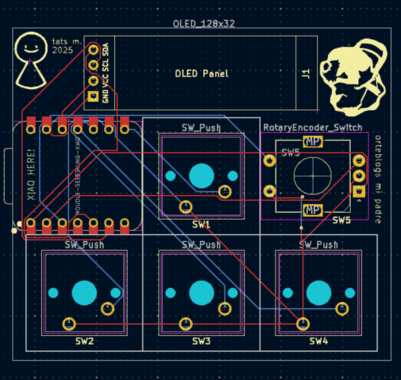 OLED_128x32
tats m.
2025
GND VCC SCL SDA
OLED Panel
J1
SW_Push
RotaryEncoder_Switch
XIAO HERE!
SW5
MP
MP
SW5
arteblogs mi padre
SW1
SW_Push
SW_Push
SW_Push
SW2
SW3
SW4